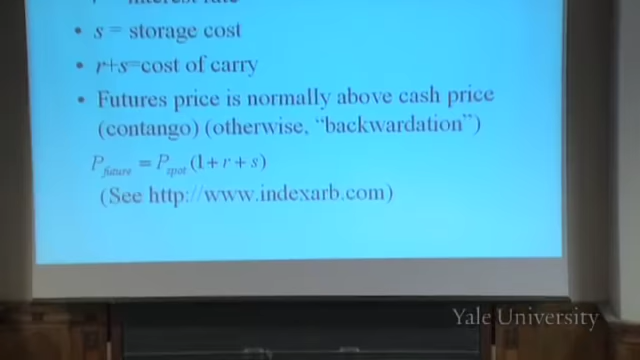 • s = storage cost
• r+s=cost of carry
• Futures price is normally above cash price
(contango) (otherwise, “backwardation”)
P_future = P_spot (1+r+s)
(See http://www.indexarb.com)
Yale University